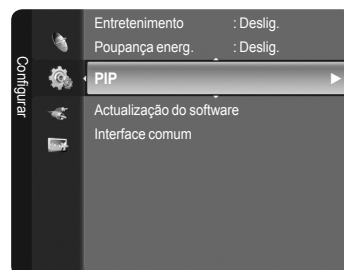 Configurar
Entretenimento : Deslig.
Poupança energ. : Deslig.
PIP
Actualização do software
Interface comum